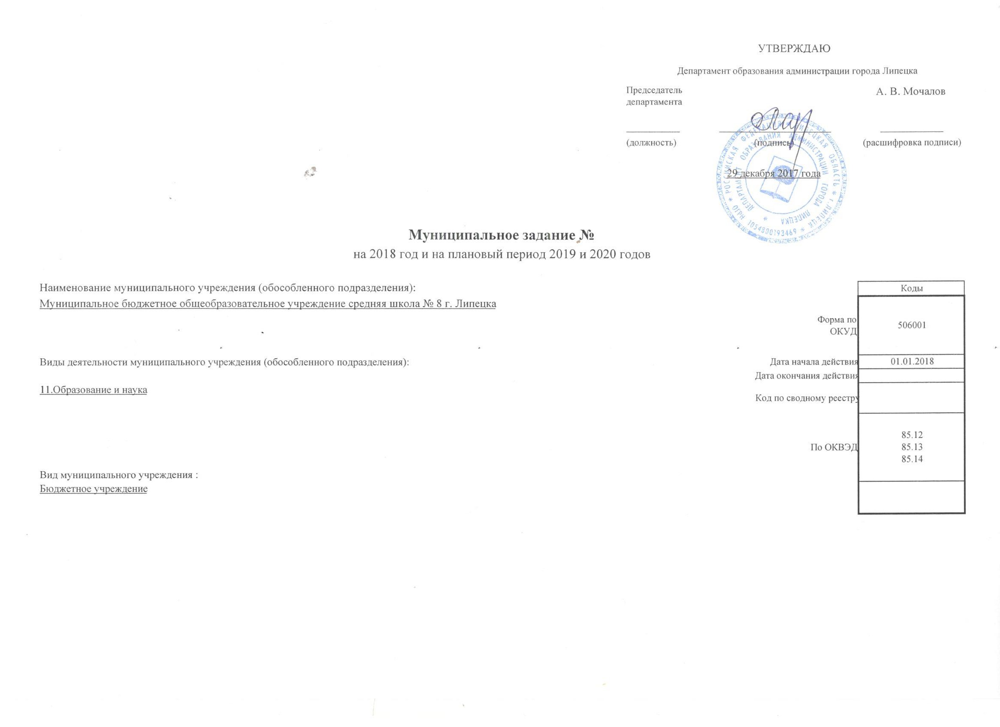 УТВЕРЖДАЮ
Департамент образования администрации города Липецка
Председатель
департамента
А. В. Мочалов
(должность)
(подпись)
(расшифровка подписи)
29 декабря 2017 года
РОССИЙСКАЯ ФЕДЕРАЦИЯ * ЛИПЕЦКАЯ ОБЛАСТЬ * г.ЛИПЕЦК *
ДЕПАРТАМЕНТ ОБРАЗОВАНИЯ АДМИНИСТРАЦИИ ГОРОДА ЛИПЕЦКА *
Муниципальное задание №
на 2018 год и на плановый период 2019 и 2020 годов
Наименование муниципального учреждения (обособленного подразделения):
Муниципальное бюджетное общеобразовательное учреждение средняя школа № 8 г. Липецка
Коды
Форма по
ОКУД
506001
Виды деятельности муниципального учреждения (обособленного подразделения):
Дата начала действия
01.01.2018
Дата окончания действия
11.Образование и наука
Код по сводному реестру
По ОКВЭД
85.12
85.13
85.14
Вид муниципального учреждения :
Бюджетное учреждение